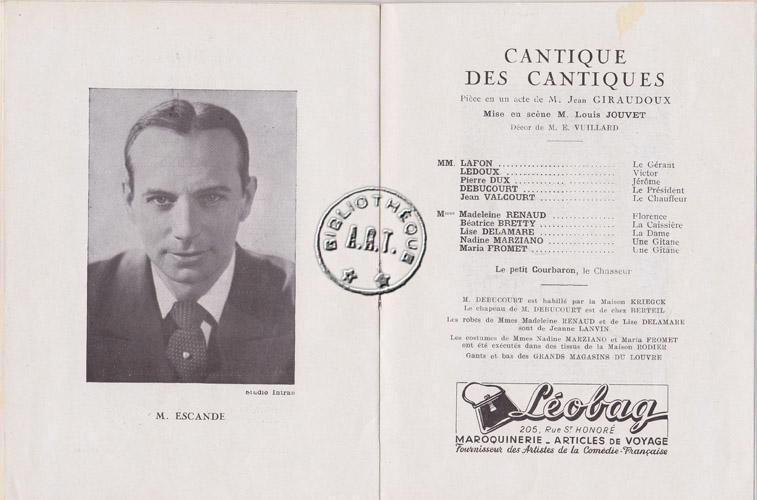 Studio Intran
M. ESCANDE
BIBLIOTHÈQUE
A.R.T.
CANTIQUE
DES CANTIQUES
Pièce en un acte de M. Jean GIRAUDOUX
Mise en scène M. Louis JOUVET
Décor de M. E. VUILLARD
MM. LAFON .......................... Le Gérant
LEDOUX .......................... Victor
Pierre DUX .......................... Jérôme
DEBUCOURT .......................... Le Président
Jean VALCOURT .......................... Le Chauffeur
Mmes Madeleine RENAUD .......................... Florence
Béatrice BRETTY .......................... La Caissière
Lise DELAMARE .......................... La Dame
Nadine MARZIANO .......................... Une Gitane
Maria FROMET .......................... Une Gitane
Le petit Courbaron, le Chasseur
M. DEBUCOURT est habillé par la Maison KRIEGCK
Le chapeau de M. DEBUCOURT est de chez BERTEIL
Les robes de Mmes Madeleine RENAUD et de Lise DELAMARE
sont de Jeanne LANVIN
Les costumes de Mmes Nadine MARZIANO et Maria FROMET
ont été exécutés dans des tissus de la Maison RODIER
Gants et bas des GRANDS MAGASINS DU LOUVRE
Léobag
205, Rue St HONORÉ
MAROQUINERIE - ARTICLES DE VOYAGE
Fournisseur des Artistes de la Comédie-Française